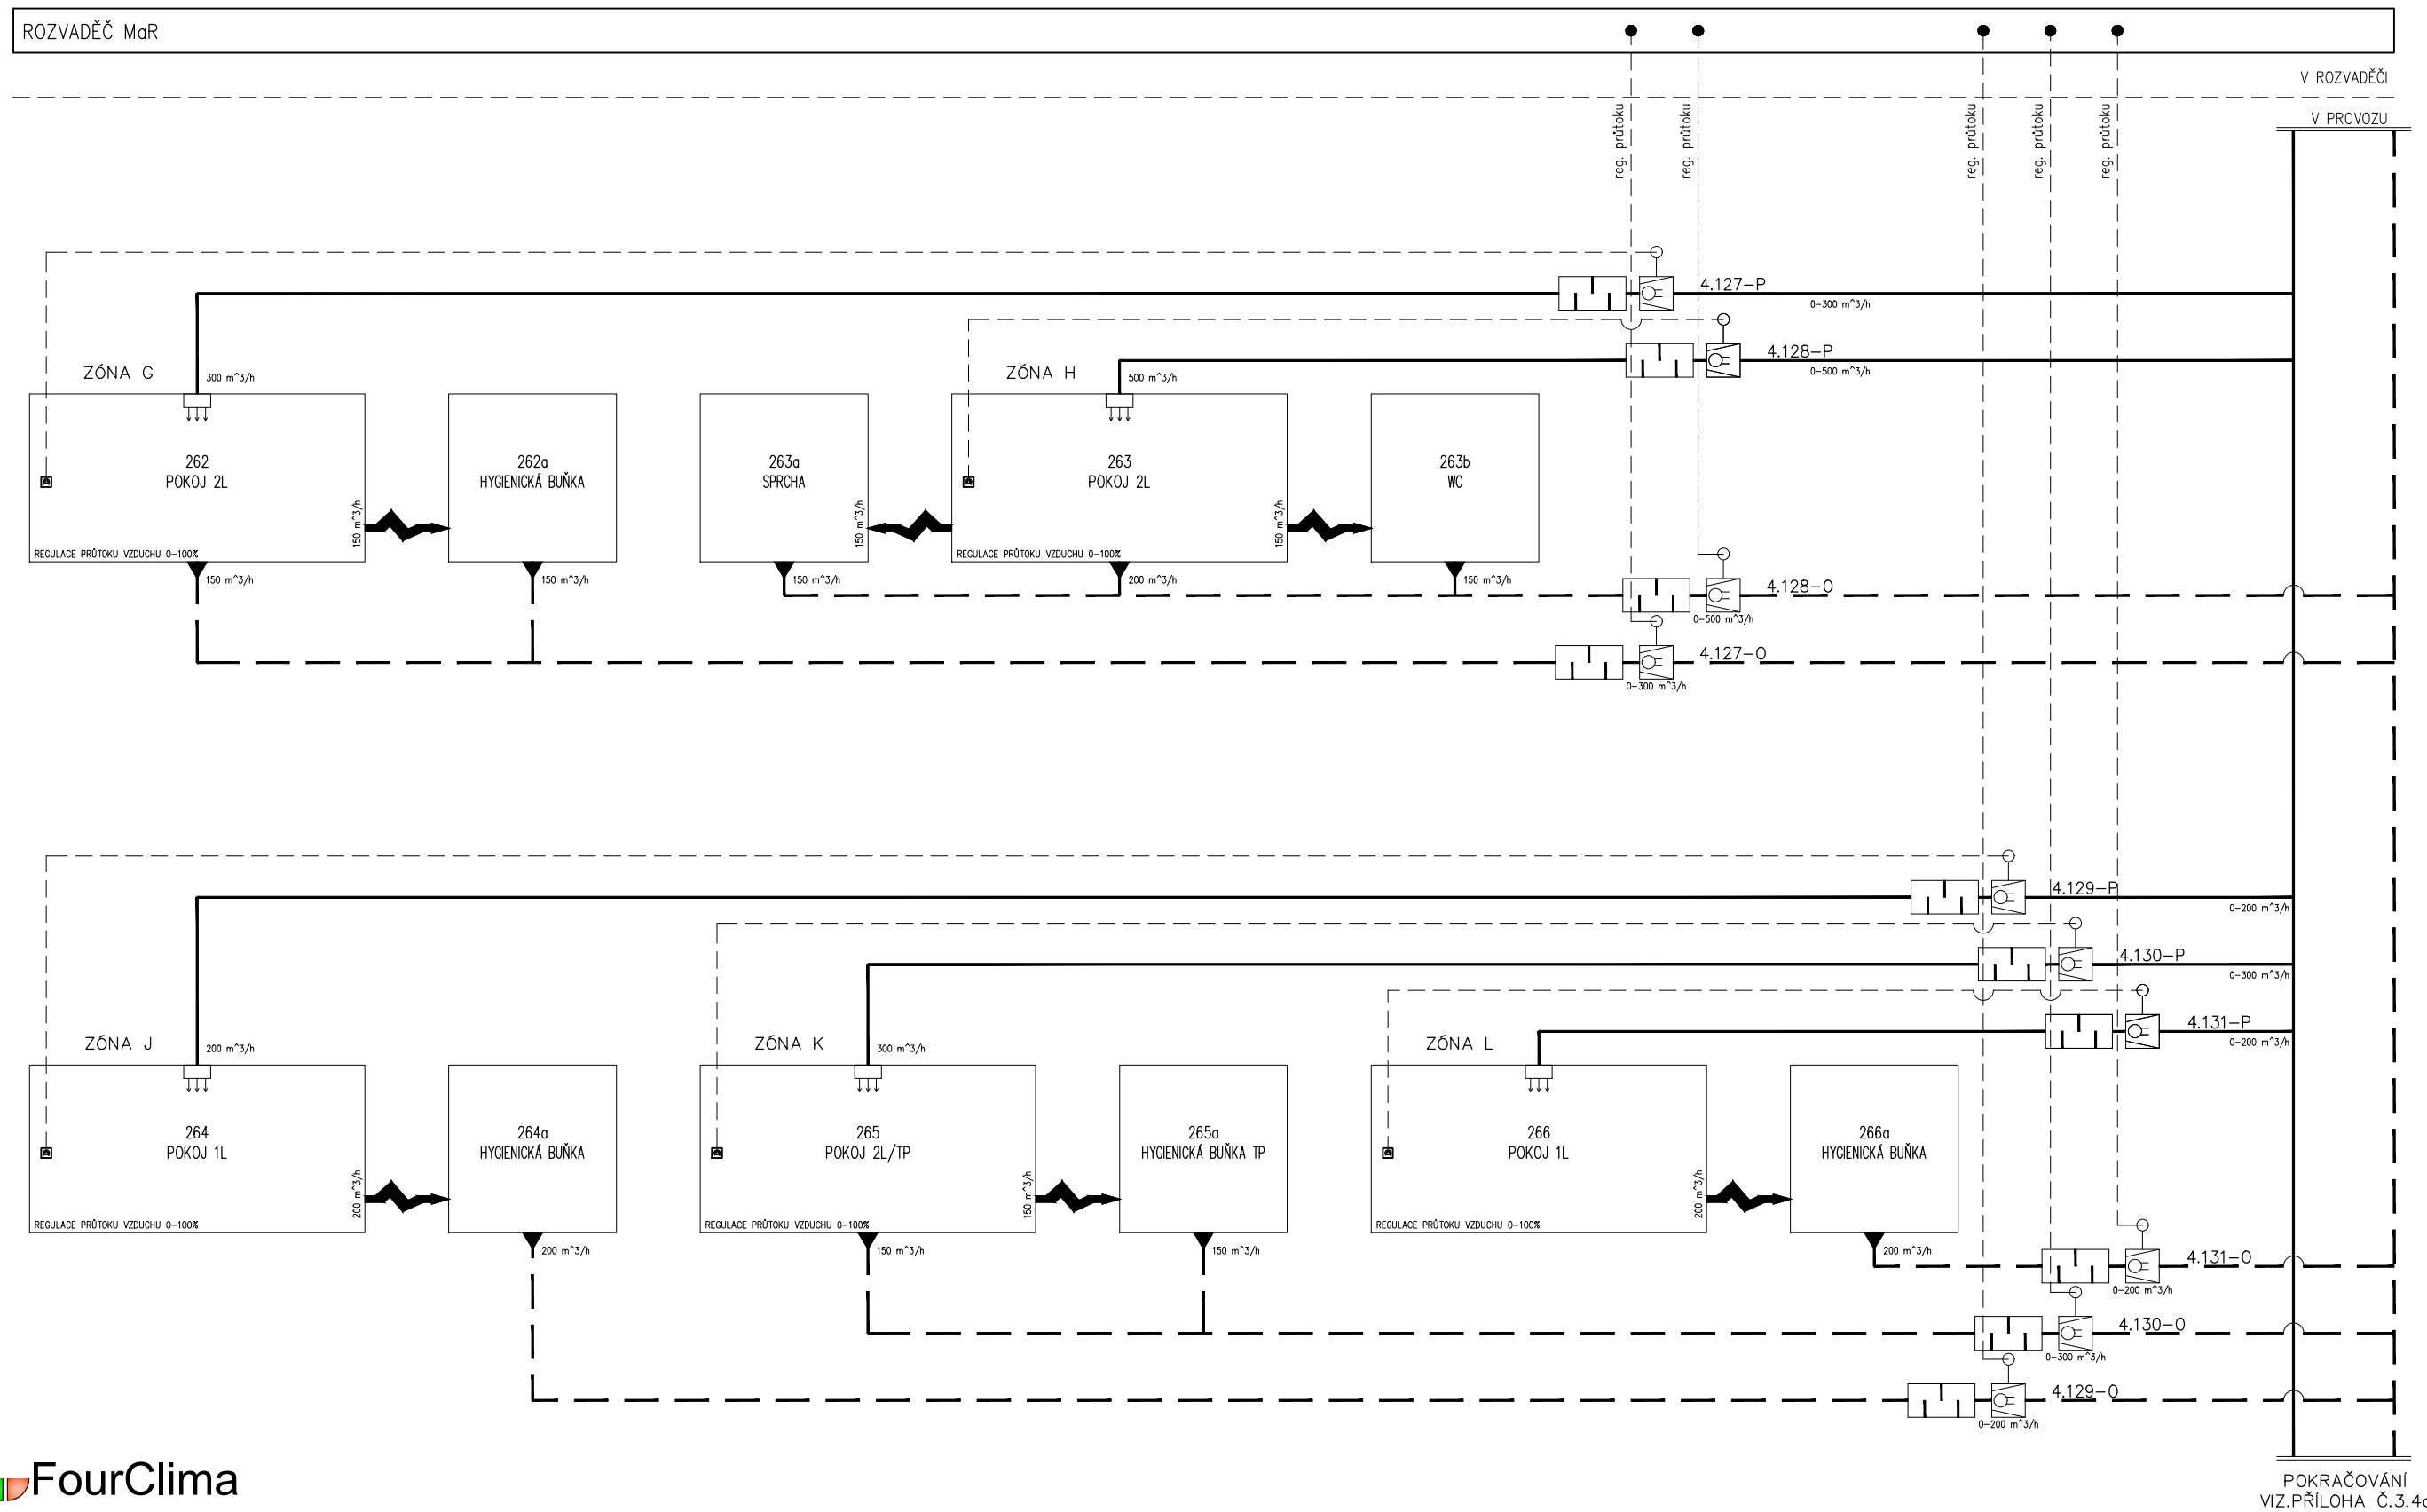 ROZVADĚČ MaR
V ROZVADĚČI
V PROVOZU
reg. průtoku
reg. průtoku
reg. průtoku
reg. průtoku
reg. průtoku
4.127-P
0-300 m^3/h
4.128-P
0-500 m^3/h
ZÓNA G
300 m^3/h
ZÓNA H
500 m^3/h
262
POKOJ 2L
150 m^3/h
REGULACE PRŮTOKU VZDUCHU 0-100%
150 m^3/h
262a
HYGIENICKÁ BUŇKA
150 m^3/h
263a
SPRCHA
150 m^3/h
150 m^3/h
263
POKOJ 2L
150 m^3/h
REGULACE PRŮTOKU VZDUCHU 0-100%
200 m^3/h
263b
WC
150 m^3/h
4.128-O
0-500 m^3/h
4.127-O
0-300 m^3/h
4.129-P
0-200 m^3/h
4.130-P
0-300 m^3/h
4.131-P
0-200 m^3/h
ZÓNA J
200 m^3/h
ZÓNA K
300 m^3/h
ZÓNA L
264
POKOJ 1L
200 m^3/h
REGULACE PRŮTOKU VZDUCHU 0-100%
264a
HYGIENICKÁ BUŇKA
200 m^3/h
265
POKOJ 2L/TP
150 m^3/h
REGULACE PRŮTOKU VZDUCHU 0-100%
150 m^3/h
265a
HYGIENICKÁ BUŇKA TP
150 m^3/h
266
POKOJ 1L
200 m^3/h
REGULACE PRŮTOKU VZDUCHU 0-100%
266a
HYGIENICKÁ BUŇKA
200 m^3/h
4.131-O
0-200 m^3/h
4.130-O
0-300 m^3/h
4.129-O
0-200 m^3/h
FourClima
POKRAČOVÁNÍ
VIZ.PŘÍLOHA Č.